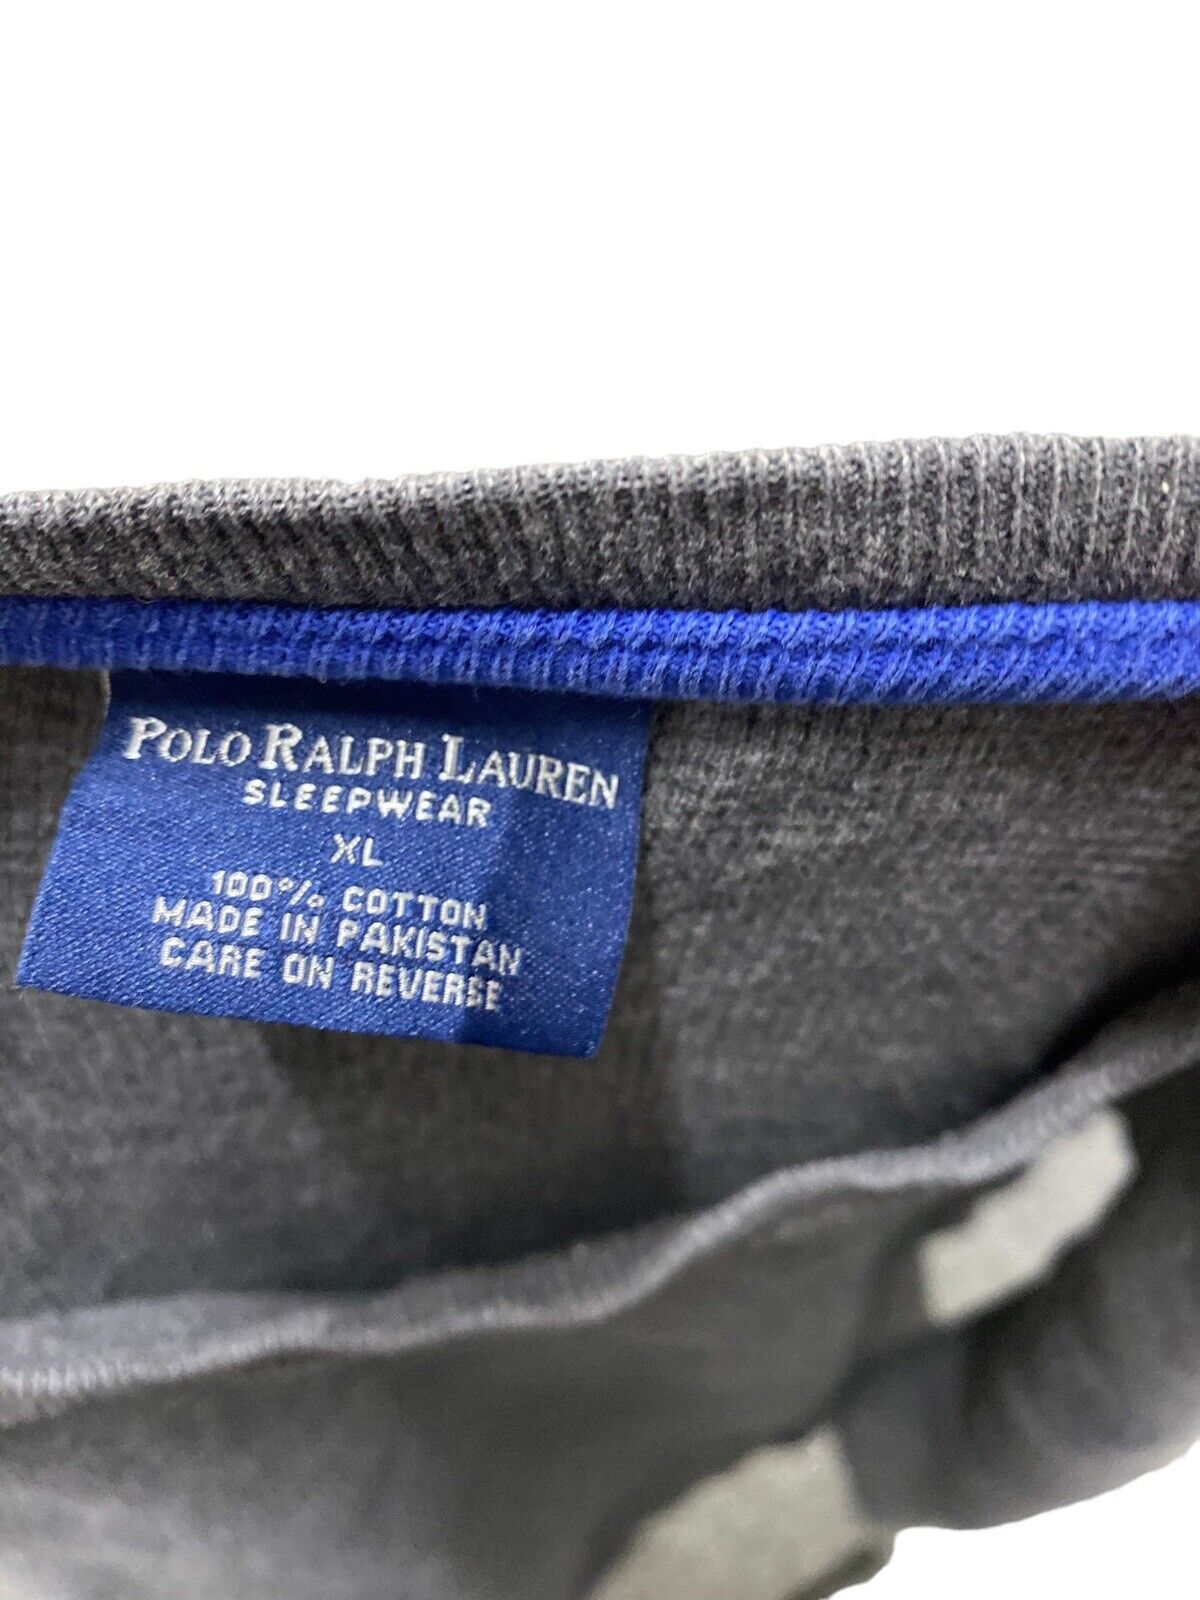 POLO RALPH LAUREN
SLEEPWEAR
XL
100% COTTON
MADE IN PAKISTAN
CARE ON REVERSE